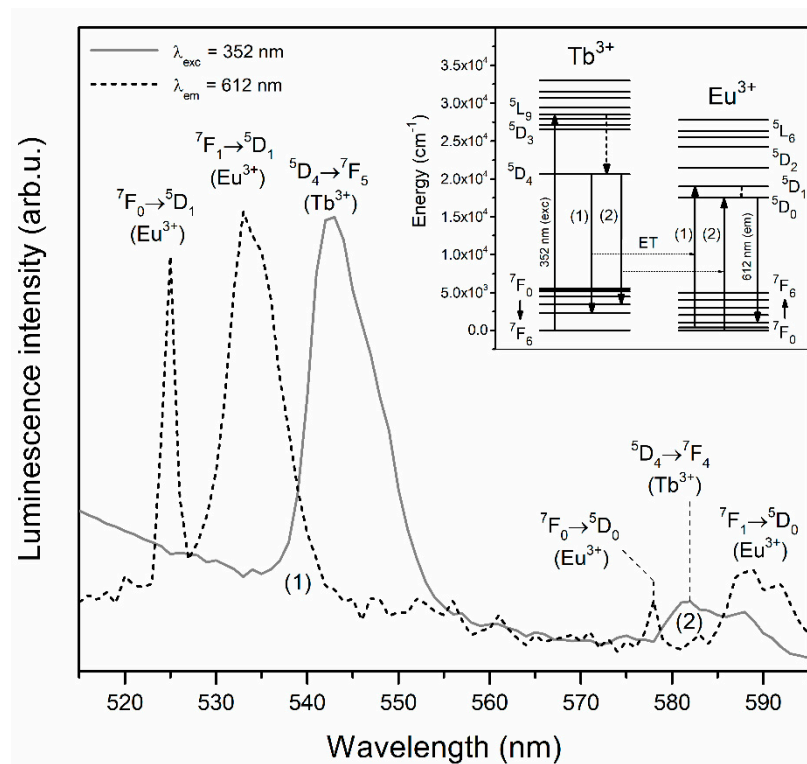 λexc = 352 nm
λem = 612 nm
⁷F₀→⁵D₁
(Eu³⁺)
⁷F₁→⁵D₁
(Eu³⁺)
⁵D₄→⁷F₅
(Tb³⁺)
(1)
⁷F₀→⁵D₀
(Eu³⁺)
⁵D₄→⁷F₄
(Tb³⁺)
(2)
⁷F₁→⁵D₀
(Eu³⁺)
Luminescence intensity (arb.u.)
520 530 540 550 560 570 580 590
Wavelength (nm)
Tb³⁺
Eu³⁺
Energy (cm⁻¹)
3.5x10⁴
3.0x10⁴
2.5x10⁴
2.0x10⁴
1.5x10⁴
1.0x10⁴
5.0x10³
0.0
⁵L₉
⁵D₃
⁵D₄
⁷F₀
⁷F₆
352 nm (exc)
(1)
(2)
ET
(1)
(2)
612 nm (em)
⁵L₆
⁵D₂
⁵D₁
⁵D₀
⁷F₆
⁷F₀